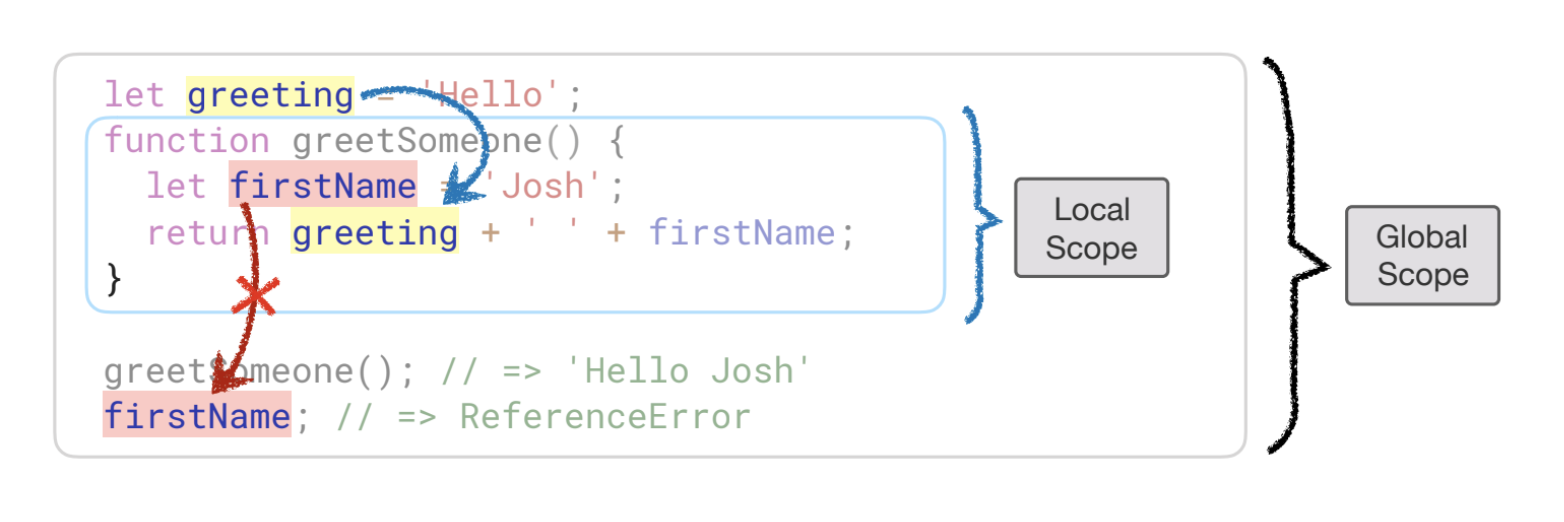 let greeting = 'Hello';
function greetSomeone() {
  let firstName = 'Josh';
  return greeting + ' ' + firstName;
}
greetSomeone(); // => 'Hello Josh'
firstName; // => ReferenceError
Local
Scope
Global
Scope